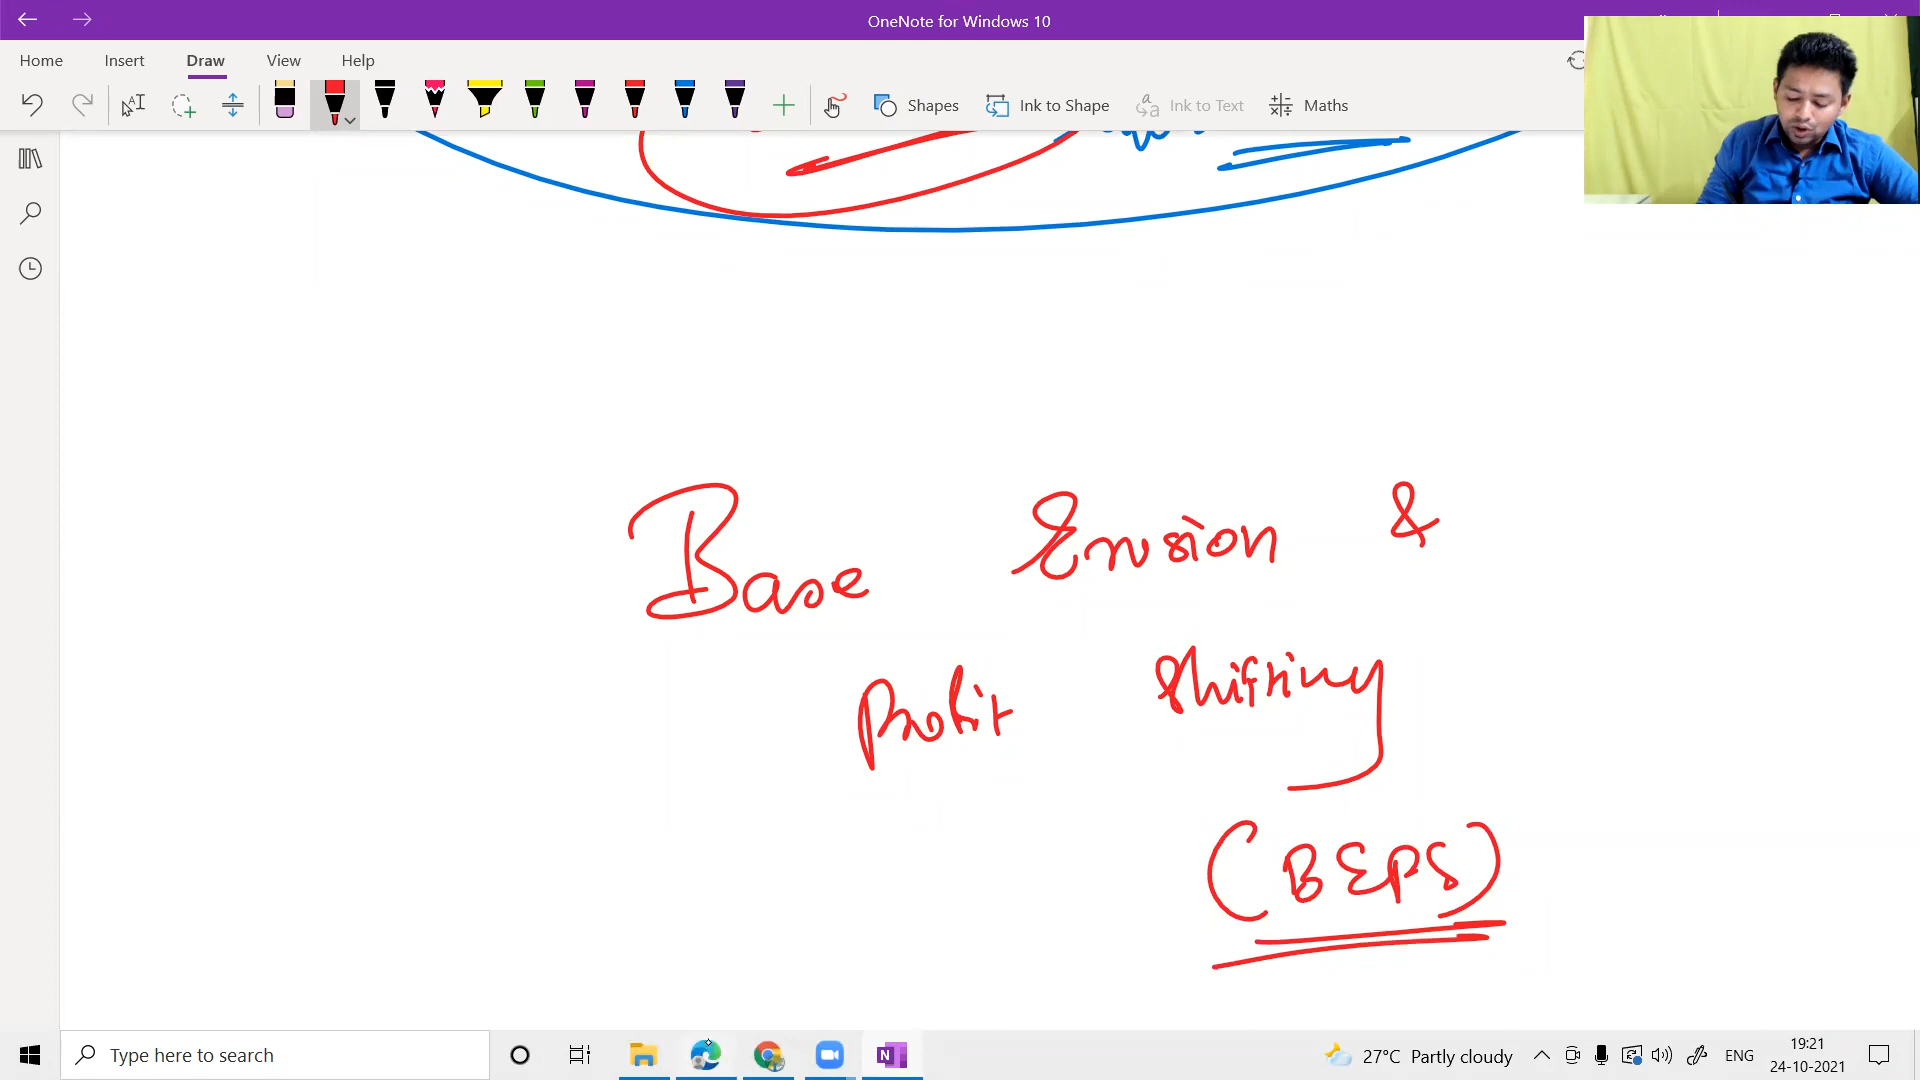 OneNote for Windows 10
Home Insert Draw View Help
Shapes Ink to Shape Ink to Text Maths
Base Erosion &
Profit Shifting
(BEPS)
Type here to search
27°C Partly cloudy ENG 19:21
24-10-2021